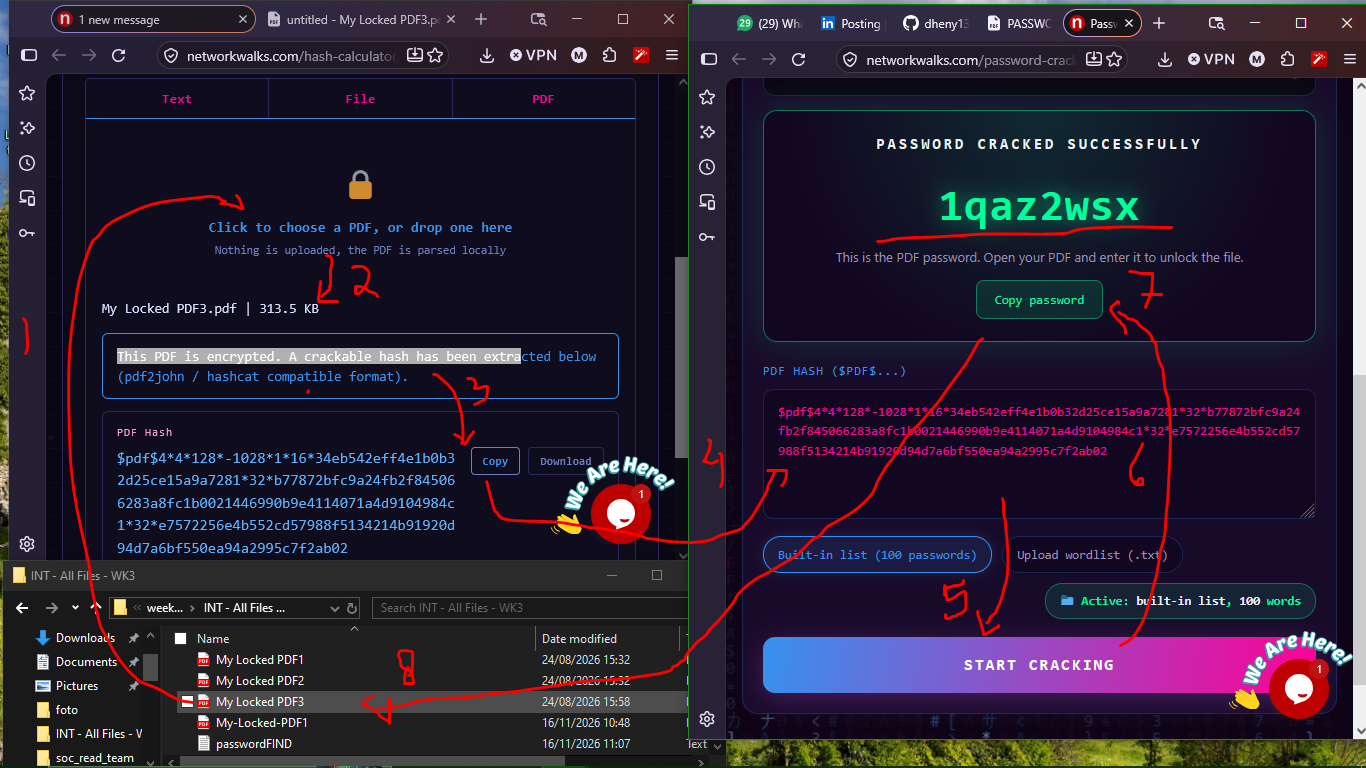 1 new message
untitled - My Locked PDF3.p
networkwalks.com/hash-calculator
VPN
Text
File
PDF
Click to choose a PDF, or drop one here
Nothing is uploaded, the PDF is parsed locally
2
My Locked PDF3.pdf | 313.5 KB
1
This PDF is encrypted. A crackable hash has been extracted below
(pdf2john / hashcat compatible format).
3
PDF Hash
$pdf$4*4*128*-1028*1*16*34eb542eff4e1b0b3
2d25ce15a9a7281*32*b77872bfc9a24fb2f84506
6283a8fc1b0021446990b9e4114071a4d9104984c
1*32*e7572256e4b552cd57988f5134214b91920d
94d7a6bf550ea94a2995c7f2ab02
Copy
Download
We Are Here!
1
INT - All Files - WK3
week...
INT - All Files ...
Search INT - All Files - WK3
Downloads
Documents
Pictures
foto
INT - All Files - W
soc_read_team
Name
Date modified
My Locked PDF1
24/08/2026 15:32
My Locked PDF2
24/08/2026 15:32
My Locked PDF3
24/08/2026 15:58
My-Locked-PDF1
16/11/2026 10:48
passwordFIND
16/11/2026 11:07
Text
8
29
(29) Wha
Posting
dheny13
PASSWO
Passw
networkwalks.com/password-crack
VPN
PASSWORD CRACKED SUCCESSFULLY
1qaz2wsx
This is the PDF password. Open your PDF and enter it to unlock the file.
Copy password
7
PDF HASH ($PDF$...)
$pdf$4*4*128*-1028*1*16*34eb542eff4e1b0b32d25ce15a9a7281*32*b77872bfc9a24
fb2f845066283a8fc1b0021446990b9e4114071a4d9104984c1*32*e7572256e4b552cd57
988f5134214b91920d94d7a6bf550ea94a2995c7f2ab02
4
6
Built-in list (100 passwords)
Upload wordlist (.txt)
5
Active: built-in list, 100 words
START CRACKING
We Are Here!
1